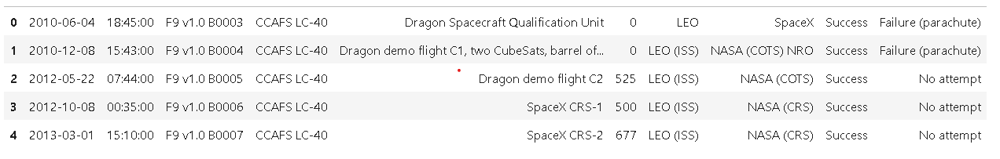 0 2010-06-04 18:45:00 F9 v1.0 B0003 CCAFS LC-40 Dragon Spacecraft Qualification Unit 0 LEO SpaceX Success Failure (parachute)
1 2010-12-08 15:43:00 F9 v1.0 B0004 CCAFS LC-40 Dragon demo flight C1, two CubeSats, barrel of... 0 LEO (ISS) NASA (COTS) NRO Success Failure (parachute)
2 2012-05-22 07:44:00 F9 v1.0 B0005 CCAFS LC-40 Dragon demo flight C2 525 LEO (ISS) NASA (COTS) Success No attempt
3 2012-10-08 00:35:00 F9 v1.0 B0006 CCAFS LC-40 SpaceX CRS-1 500 LEO (ISS) NASA (CRS) Success No attempt
4 2013-03-01 15:10:00 F9 v1.0 B0007 CCAFS LC-40 SpaceX CRS-2 677 LEO (ISS) NASA (CRS) Success No attempt